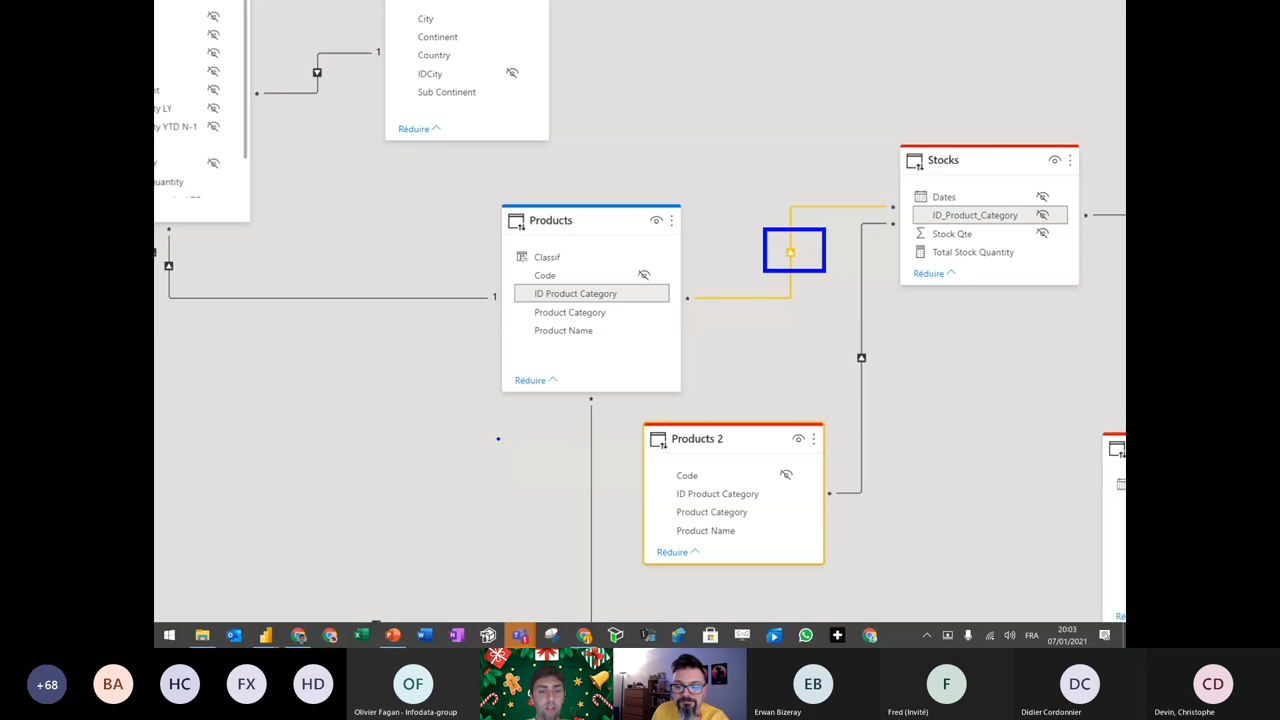 City
Continent
Country
IDCity
Sub Continent
Réduire
ty LY
ty YTD N-1
1
*
Stocks
Dates
ID_Product_Category
Stock Qte
Total Stock Quantity
Réduire
*
*
*
Products
Classif
Code
ID Product Category
Product Category
Product Name
Réduire
*
1
*
*
Products 2
Code
ID Product Category
Product Category
Product Name
Réduire
*
FRA
20:03
07/01/2021
+68
BA
HC
FX
HD
OF
Olivier Fagan - Infodata-group
EB
Erwan Bizeray
F
Fred (Invité)
DC
Didier Cordonnier
CD
Devin, Christophe